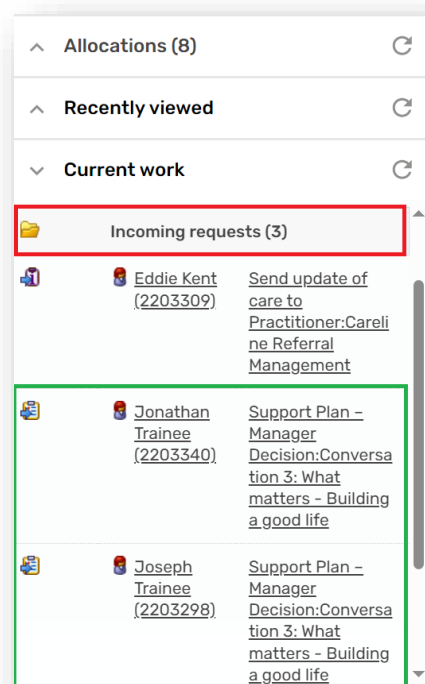 Allocations (8)
Recently viewed
Current work
Incoming requests (3)
Eddie Kent
(2203309)
Send update of
care to
Practitioner:Careli
ne Referral
Management
Jonathan
Trainee
(2203340)
Support Plan –
Manager
Decision:Conversa
tion 3: What
matters - Building
a good life
Joseph
Trainee
(2203298)
Support Plan –
Manager
Decision:Conversa
tion 3: What
matters - Building
a good life